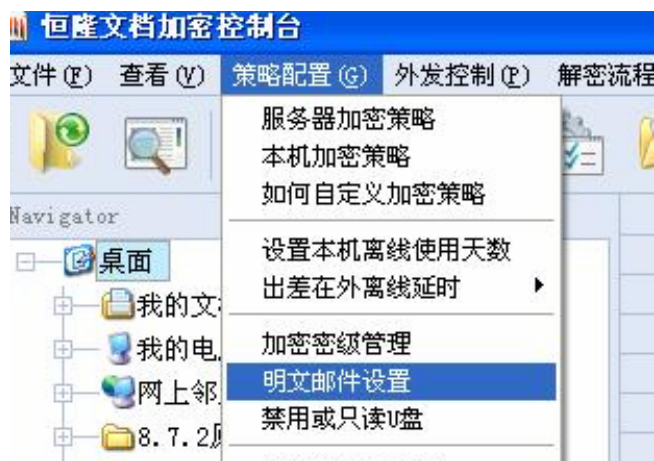 恒隆文档加密控制台
文件(F) 查看(V) 策略配置(G) 外发控制(P) 解密流程
服务器加密策略
本机加密策略
如何自定义加密策略
Navigator
设置本机离线使用天数
桌面
出差在外离线延时
我的文
我的电
加密密级管理
明文邮件设置
网上邻
禁用或只读U盘
8.7.2原